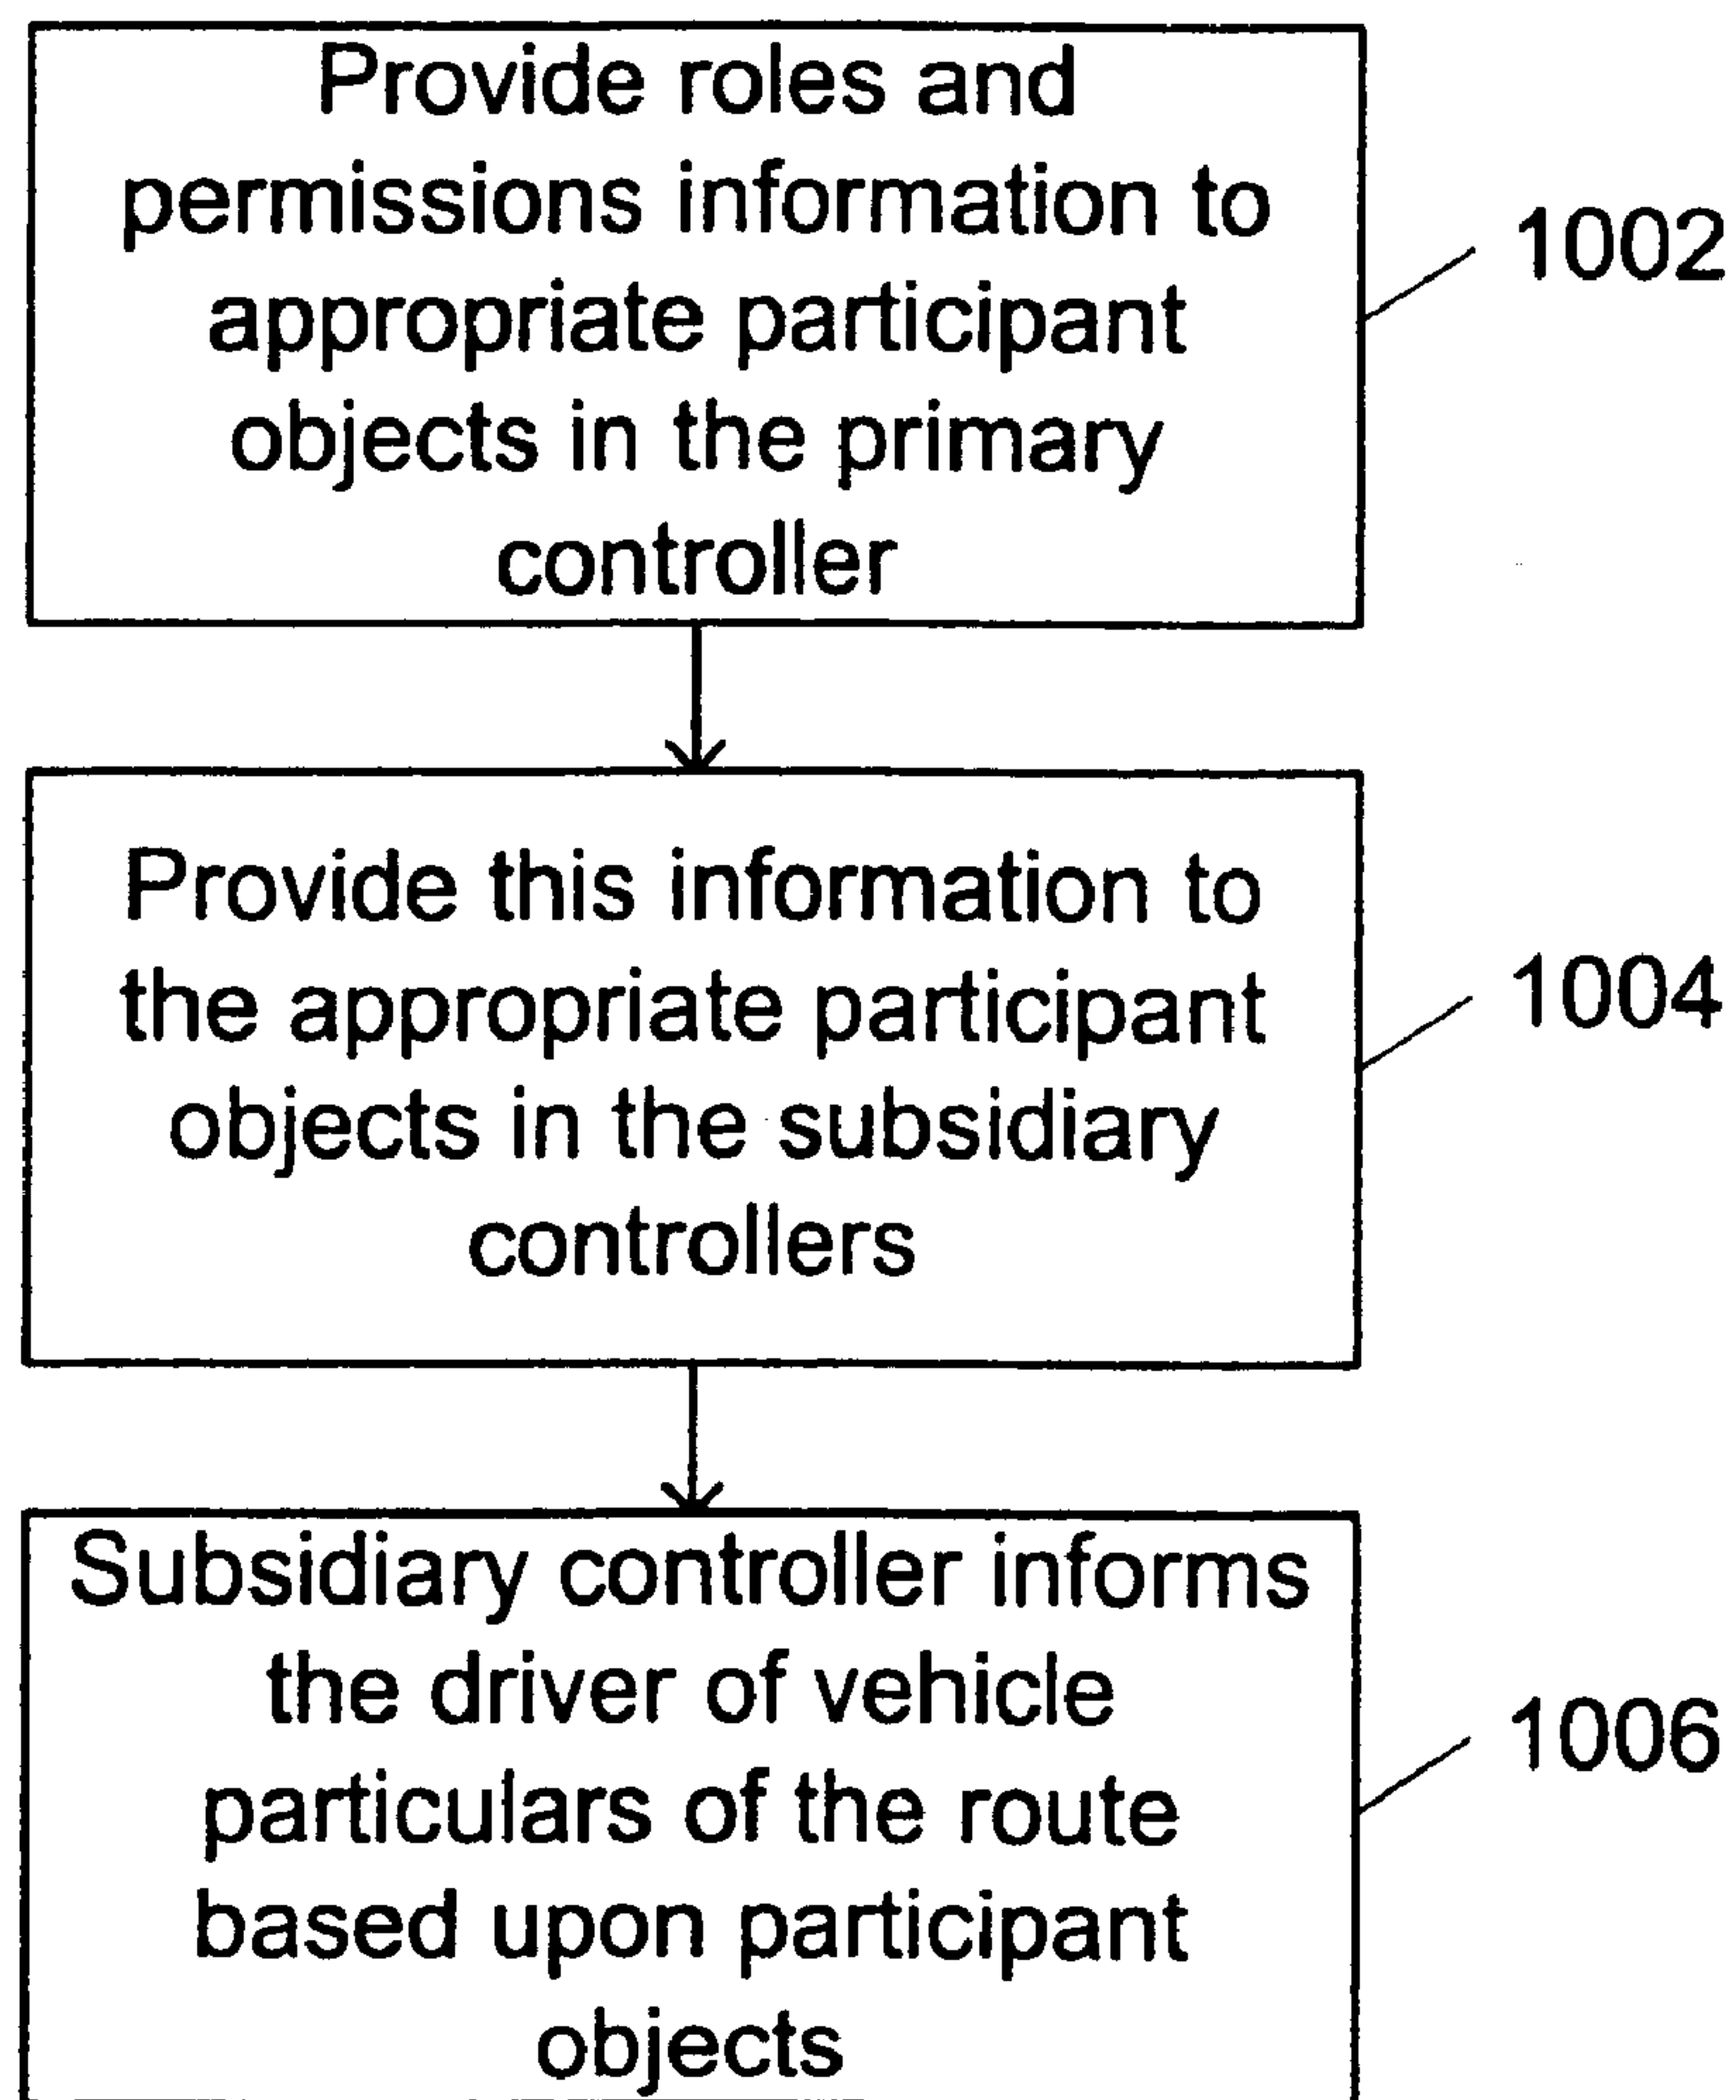 Provide roles and
permissions information to
appropriate participant
objects in the primary
controller
1002
Provide this information to
the appropriate participant
objects in the subsidiary
controllers
1004
Subsidiary controller informs
the driver of vehicle
particulars of the route
based upon participant
objects
1006